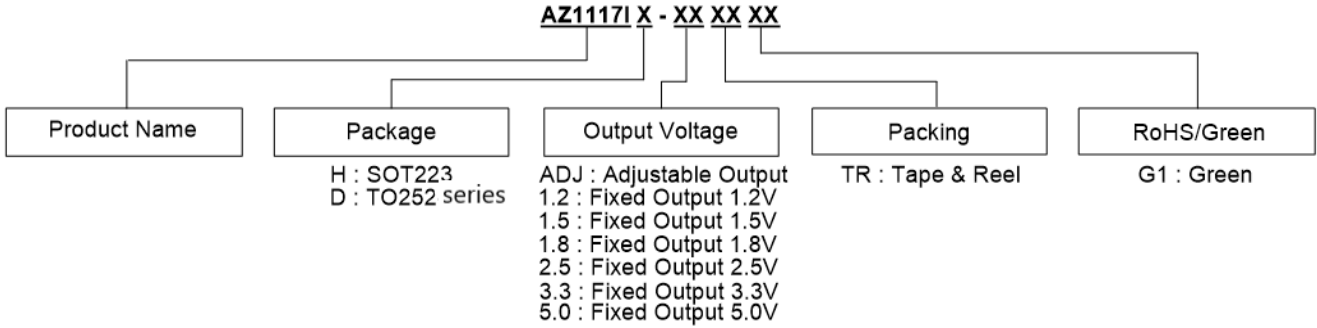 AZ1117I X - XX XX XX
Product Name
Package
Output Voltage
Packing
RoHS/Green
H : SOT223
D : TO252 series
ADJ : Adjustable Output
1.2 : Fixed Output 1.2V
1.5 : Fixed Output 1.5V
1.8 : Fixed Output 1.8V
2.5 : Fixed Output 2.5V
3.3 : Fixed Output 3.3V
5.0 : Fixed Output 5.0V
TR : Tape & Reel
G1 : Green